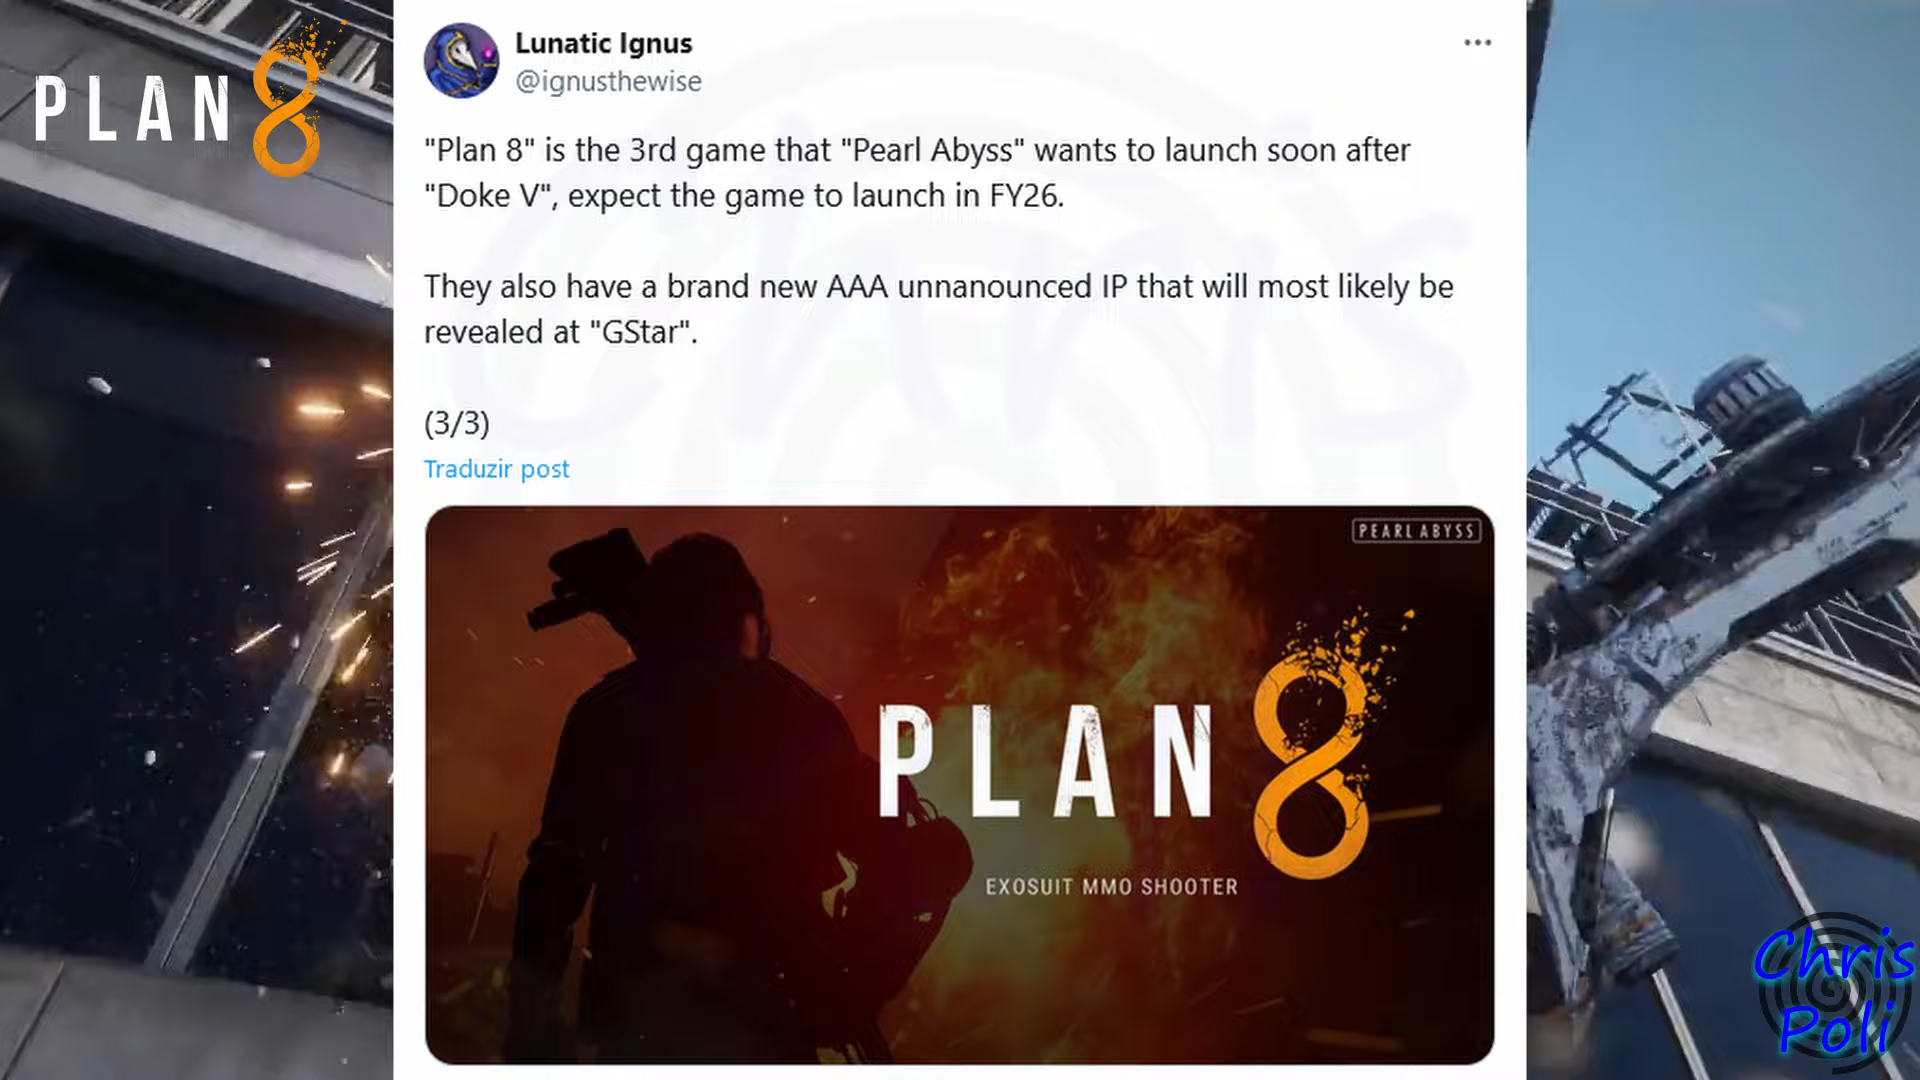 PLAN 8
Lunatic Ignus
@ignusthewise
"Plan 8" is the 3rd game that "Pearl Abyss" wants to launch soon after
"Doke V", expect the game to launch in FY26.
They also have a brand new AAA unnanounced IP that will most likely be
revealed at "GStar".
(3/3)
Traduzir post
PEARL ABYSS
PLAN 8
EXOSUIT MMO SHOOTER
Chris
Chris
Poli